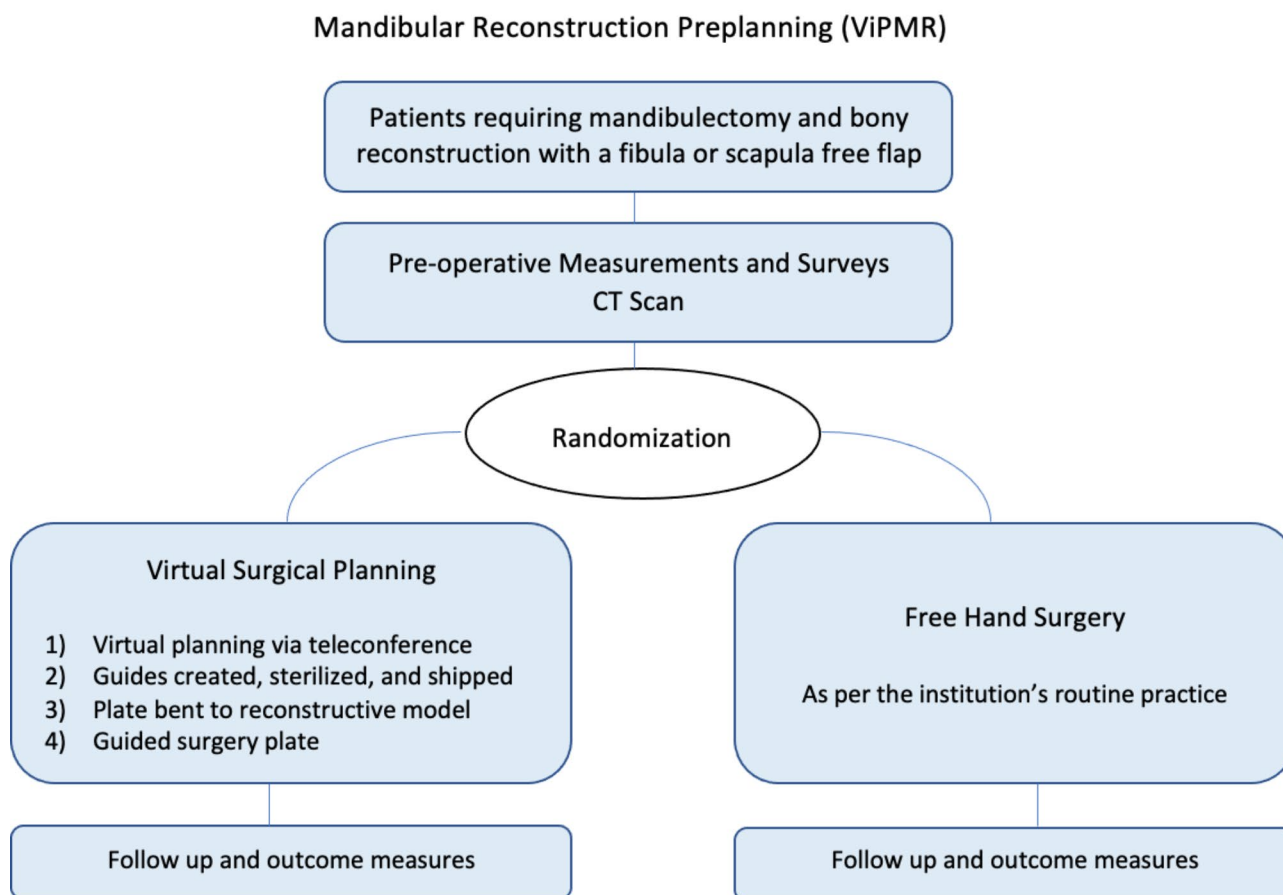 Mandibular Reconstruction Preplanning (ViPMR)
Patients requiring mandibulectomy and bony
reconstruction with a fibula or scapula free flap
Pre-operative Measurements and Surveys
CT Scan
Randomization
Virtual Surgical Planning
1) Virtual planning via teleconference
2) Guides created, sterilized, and shipped
3) Plate bent to reconstructive model
4) Guided surgery plate
Follow up and outcome measures
Free Hand Surgery
As per the institution’s routine practice
Follow up and outcome measures